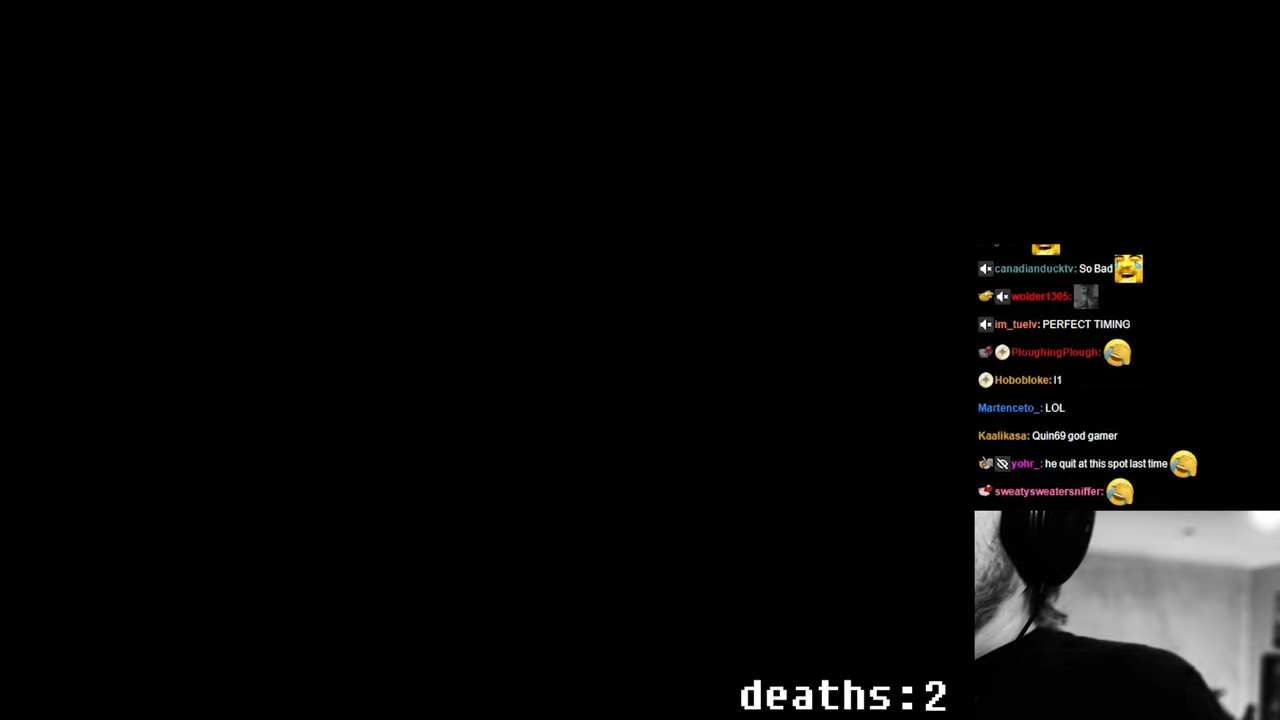 canadianducktv: So Bad
wolder1305:
im_tuelv: PERFECT TIMING
PloughingPlough:
Hobobloke: l1
Martenceto_: LOL
Kaalikasa: Quin69 god gamer
yohr_: he quit at this spot last time
sweatysweatersniffer:
deaths:2